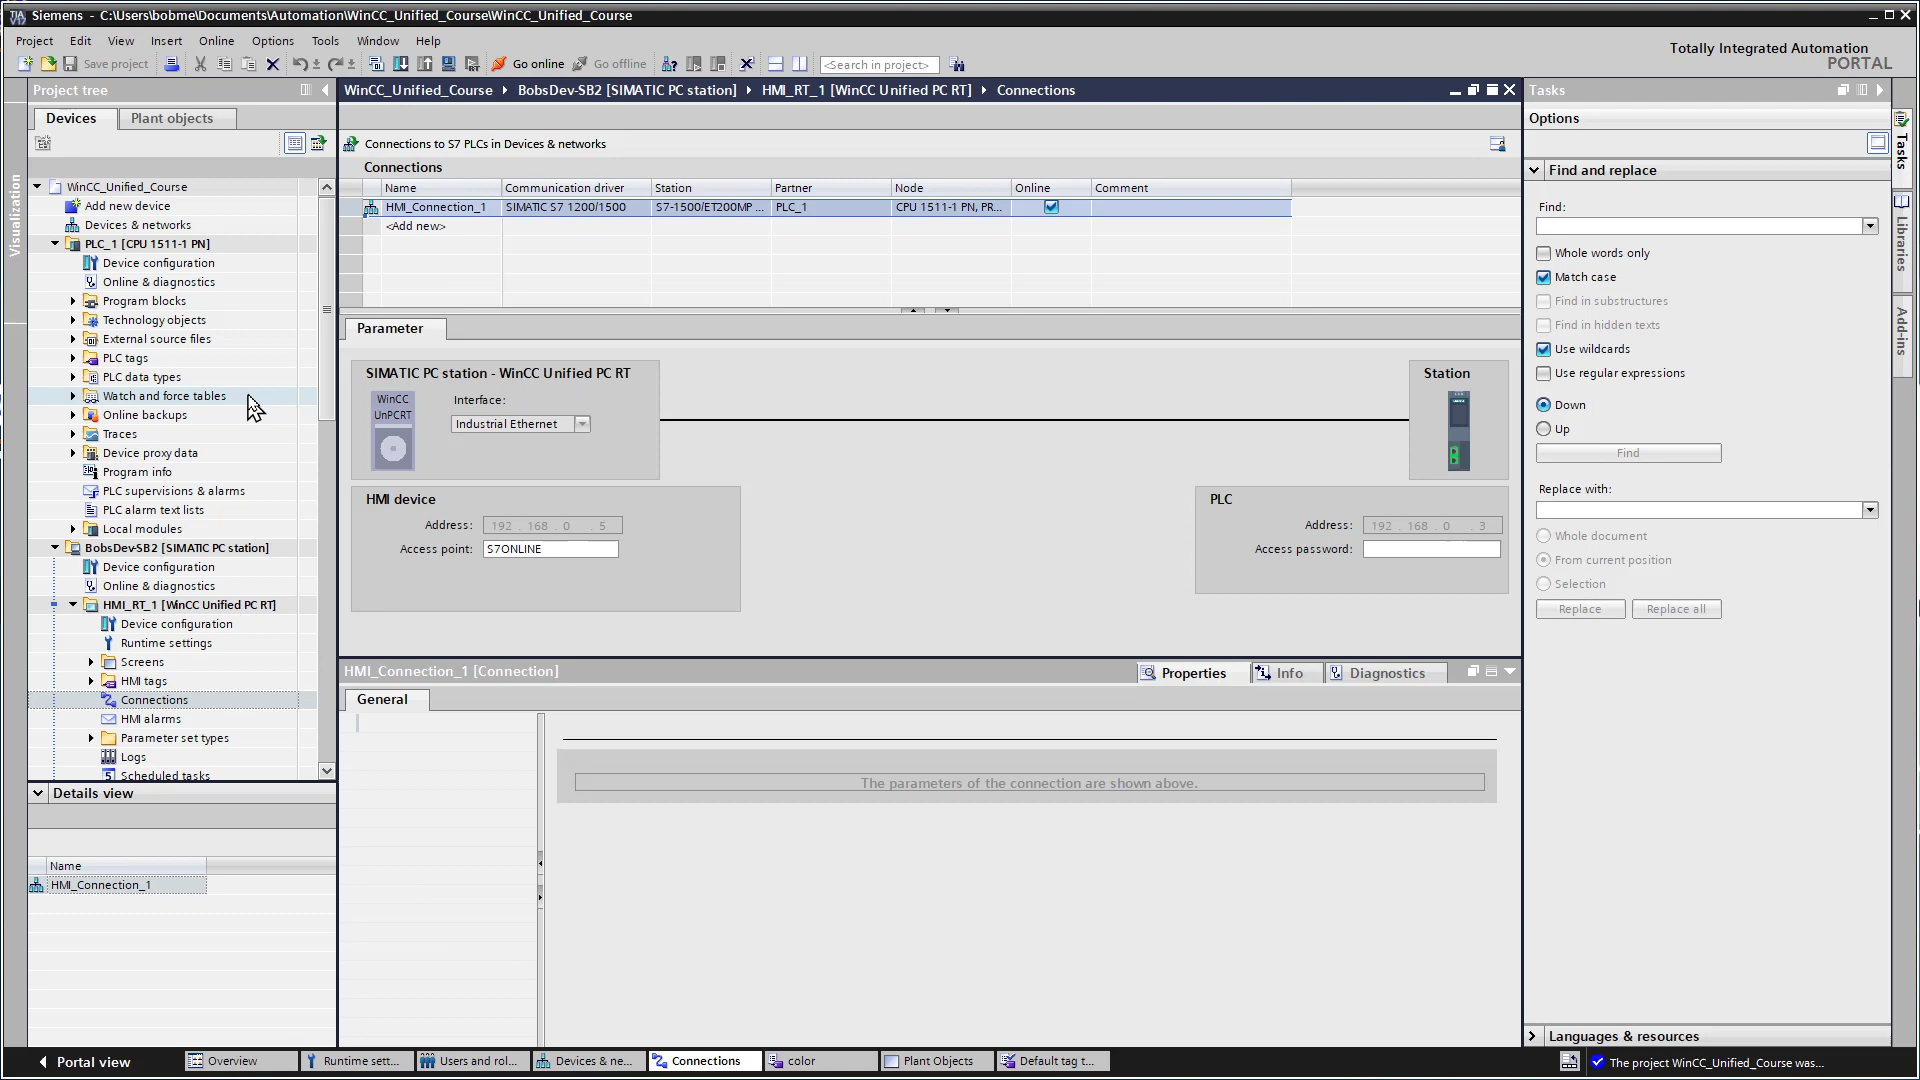 Siemens - C:\Users\bobme\Documents\Automation\WinCC_Unified_Course\WinCC_Unified_Course
Project Edit View Insert Online Options Tools Window Help
Totally Integrated Automation
PORTAL
Save project
Go online
Go offline
<Search in project>
Project tree
WinCC_Unified_Course BobsDev-SB2 [SIMATIC PC station] HMI_RT_1 [WinCC Unified PC RT] Connections
Tasks
Devices
Plant objects
Options
Visualization
WinCC_Unified_Course
Add new device
Devices & networks
PLC_1 [CPU 1511-1 PN]
Device configuration
Online & diagnostics
Program blocks
Technology objects
External source files
PLC tags
PLC data types
Watch and force tables
Online backups
Traces
Device proxy data
Program info
PLC supervisions & alarms
PLC alarm text lists
Local modules
BobsDev-SB2 [SIMATIC PC station]
Device configuration
Online & diagnostics
HMI_RT_1 [WinCC Unified PC RT]
Device configuration
Runtime settings
Screens
HMI tags
Connections
HMI alarms
Parameter set types
Logs
Scheduled tasks
Details view
Name
HMI_Connection_1
Connections to S7 PLCs in Devices & networks
Connections
Name Communication driver Station Partner Node Online Comment
HMI_Connection_1 SIMATIC S7 1200/1500 S7-1500/ET200MP ... PLC_1 CPU 1511-1 PN, PR...
<Add new>
Parameter
SIMATIC PC station - WinCC Unified PC RT
WinCC
UnPCRT
Interface:
Industrial Ethernet
Station
HMI device
Address: 192 . 168 . 0 . 5
Access point: S7ONLINE
PLC
Address: 192 . 168 . 0 . 3
Access password:
HMI_Connection_1 [Connection]
Properties
Info
Diagnostics
General
The parameters of the connection are shown above.
Find and replace
Find:
Whole words only
Match case
Find in substructures
Find in hidden texts
Use wildcards
Use regular expressions
Down
Up
Find
Replace with:
Whole document
From current position
Selection
Replace
Replace all
Languages & resources
Tasks
Libraries
Add-ins
Portal view
Overview
Runtime sett...
Users and rol...
Devices & ne...
Connections
color
Plant Objects
Default tag t...
The project WinCC_Unified_Course was...